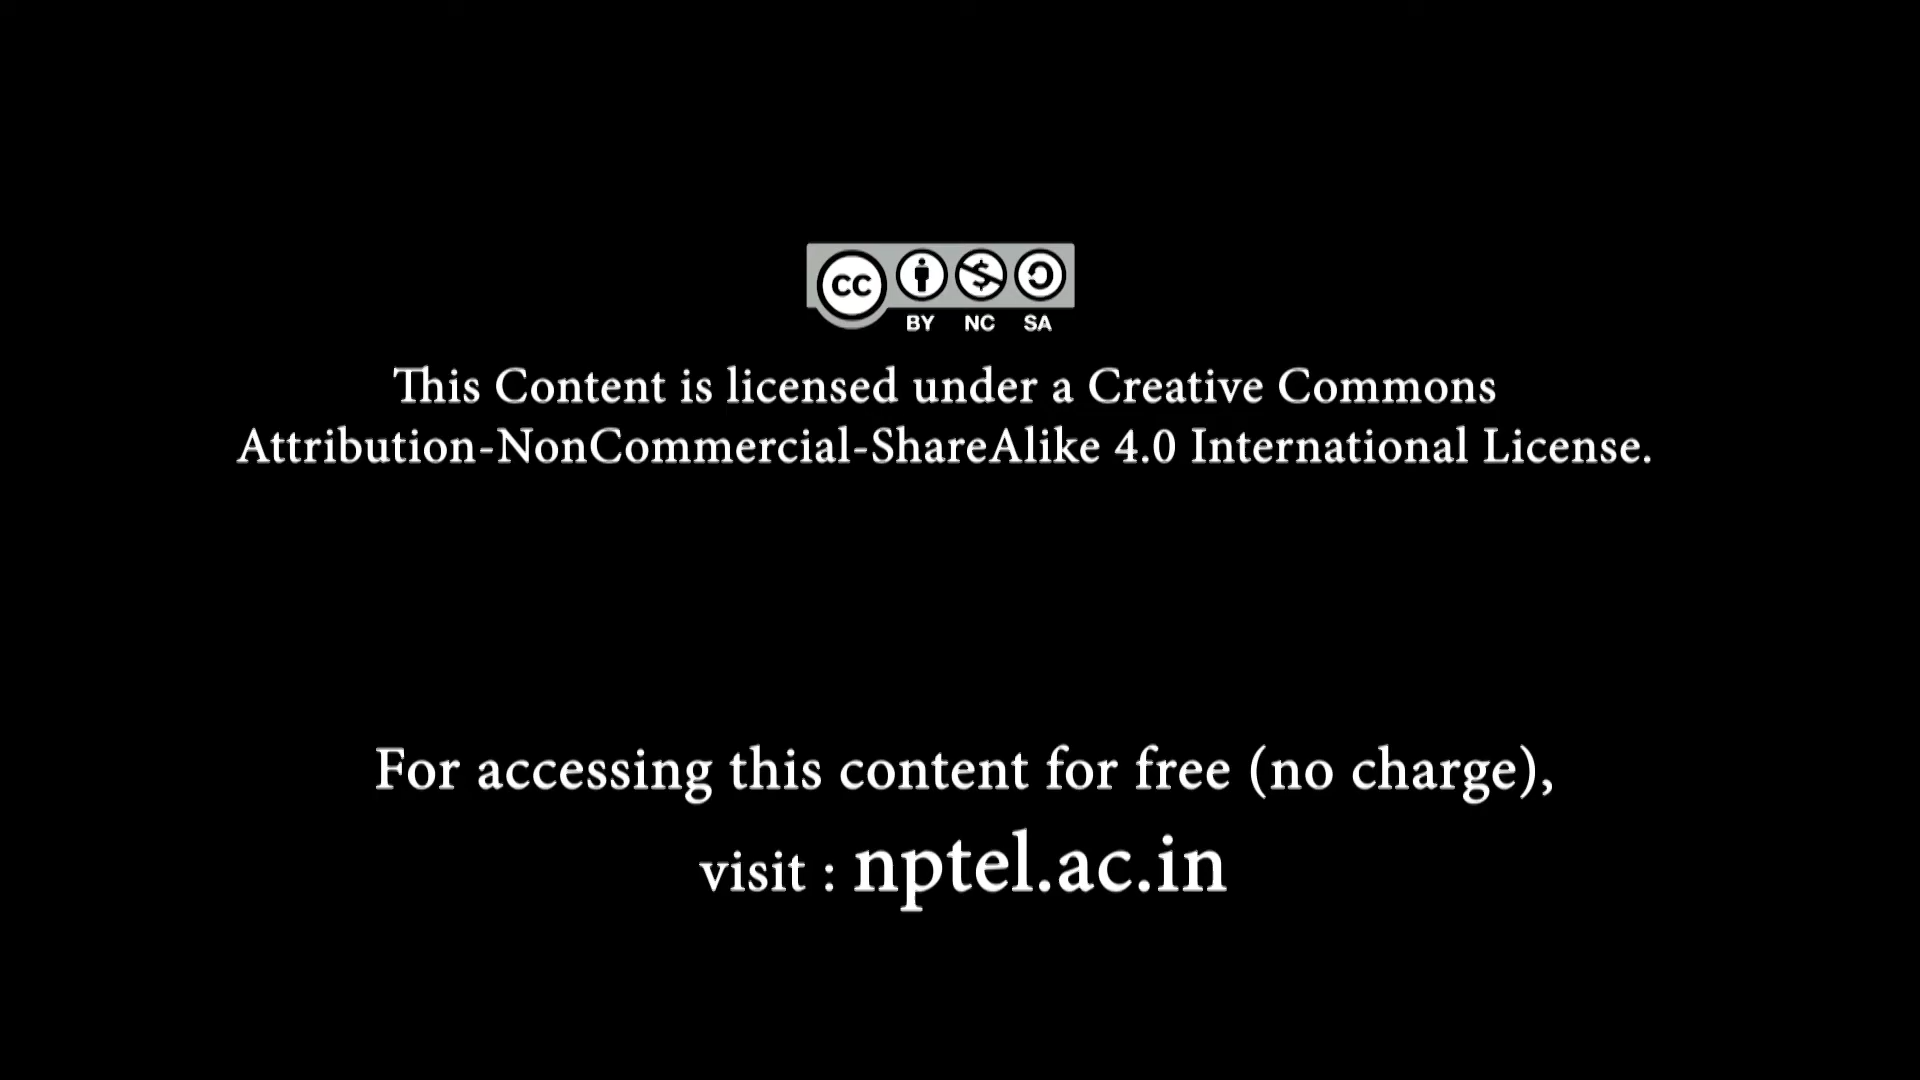 cc
BY NC SA
This Content is licensed under a Creative Commons
Attribution-NonCommercial-ShareAlike 4.0 International License.
For accessing this content for free (no charge),
visit : nptel.ac.in